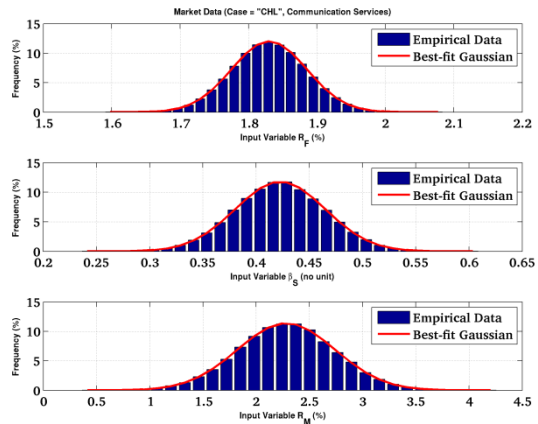 Market Data (Case = "CHL", Communication Services)
15
10
5
0
Frequency (%)
Empirical Data
Best-fit Gaussian
1.5 1.6 1.7 1.8 1.9 2 2.1 2.2
Input Variable R_F (%)
15
10
5
0
Frequency (%)
Empirical Data
Best-fit Gaussian
0.2 0.25 0.3 0.35 0.4 0.45 0.5 0.55 0.6 0.65
Input Variable β_S (no unit)
15
10
5
0
Frequency (%)
Empirical Data
Best-fit Gaussian
0 0.5 1 1.5 2 2.5 3 3.5 4 4.5
Input Variable R_M (%)